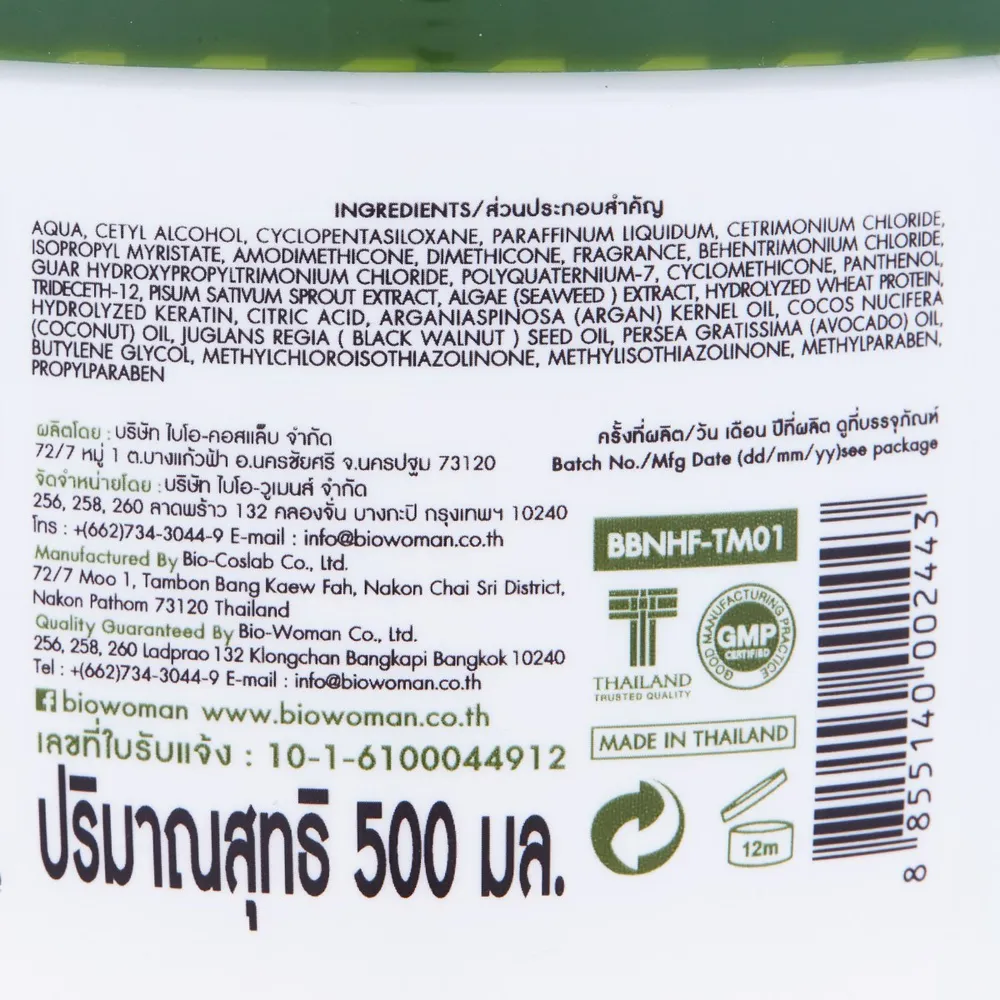 INGREDIENTS/ส่วนประกอบสำคัญ
AQUA, CETYL ALCOHOL, CYCLOPENTASILOXANE, PARAFFINUM LIQUIDUM, CETRIMONIUM CHLORIDE,
ISOPROPYL MYRISTATE, AMODIMETHICONE, DIMETHICONE, FRAGRANCE, BEHENTRIMONIUM CHLORIDE,
GUAR HYDROXYPROPYLTRIMONIUM CHLORIDE, POLYQUATERNIUM-7, CYCLOMETHICONE, PANTHENOL,
TRIDECETH-12, PISUM SATIVUM SPROUT EXTRACT, ALGAE (SEAWEED ) EXTRACT, HYDROLYZED WHEAT PROTEIN,
HYDROLYZED KERATIN, CITRIC ACID, ARGANIASPINOSA (ARGAN) KERNEL OIL, COCOS NUCIFERA
(COCONUT) OIL, JUGLANS REGIA ( BLACK WALNUT ) SEED OIL, PERSEA GRATISSIMA (AVOCADO) OIL,
BUTYLENE GLYCOL, METHYLCHLOROISOTHIAZOLINONE, METHYLISOTHIAZOLINONE, METHYLPARABEN,
PROPYLPARABEN
ผลิตโดย : บริษัท ไบโอ-คอสแล็บ จำกัด
72/7 หมู่ 1 ต.บางแก้วฟ้า อ.นครชัยศรี จ.นครปฐม 73120
จัดจำหน่ายโดย : บริษัท ไบโอ-วูเมนส์ จำกัด
256, 258, 260 ลาดพร้าว 132 คลองจั่น บางกะปิ กรุงเทพฯ 10240
โทร : +(662)734-3044-9 E-mail : info@biowoman.co.th
Manufactured By Bio-Coslab Co., Ltd.
72/7 Moo 1, Tambon Bang Kaew Fah, Nakon Chai Sri District,
Nakon Pathom 73120 Thailand
Quality Guaranteed By Bio-Woman Co., Ltd.
256, 258, 260 Ladprao 132 Klongchan Bangkapi Bangkok 10240
Tel : +(662)734-3044-9 E-mail : info@biowoman.co.th
f biowoman www.biowoman.co.th
เลขที่ใบรับแจ้ง : 10-1-6100044912
ปริมาณสุทธิ 500 มล.
ครั้งที่ผลิต/วัน เดือน ปีที่ผลิต ดูที่บรรจุภัณฑ์
Batch No./Mfg Date (dd/mm/yy)see package
BBNHF-TM01
THAILAND
TRUSTED QUALITY
GOOD MANUFACTURING PRACTICE
GMP
CERTIFIED
MADE IN THAILAND
12m
8 855140 002443